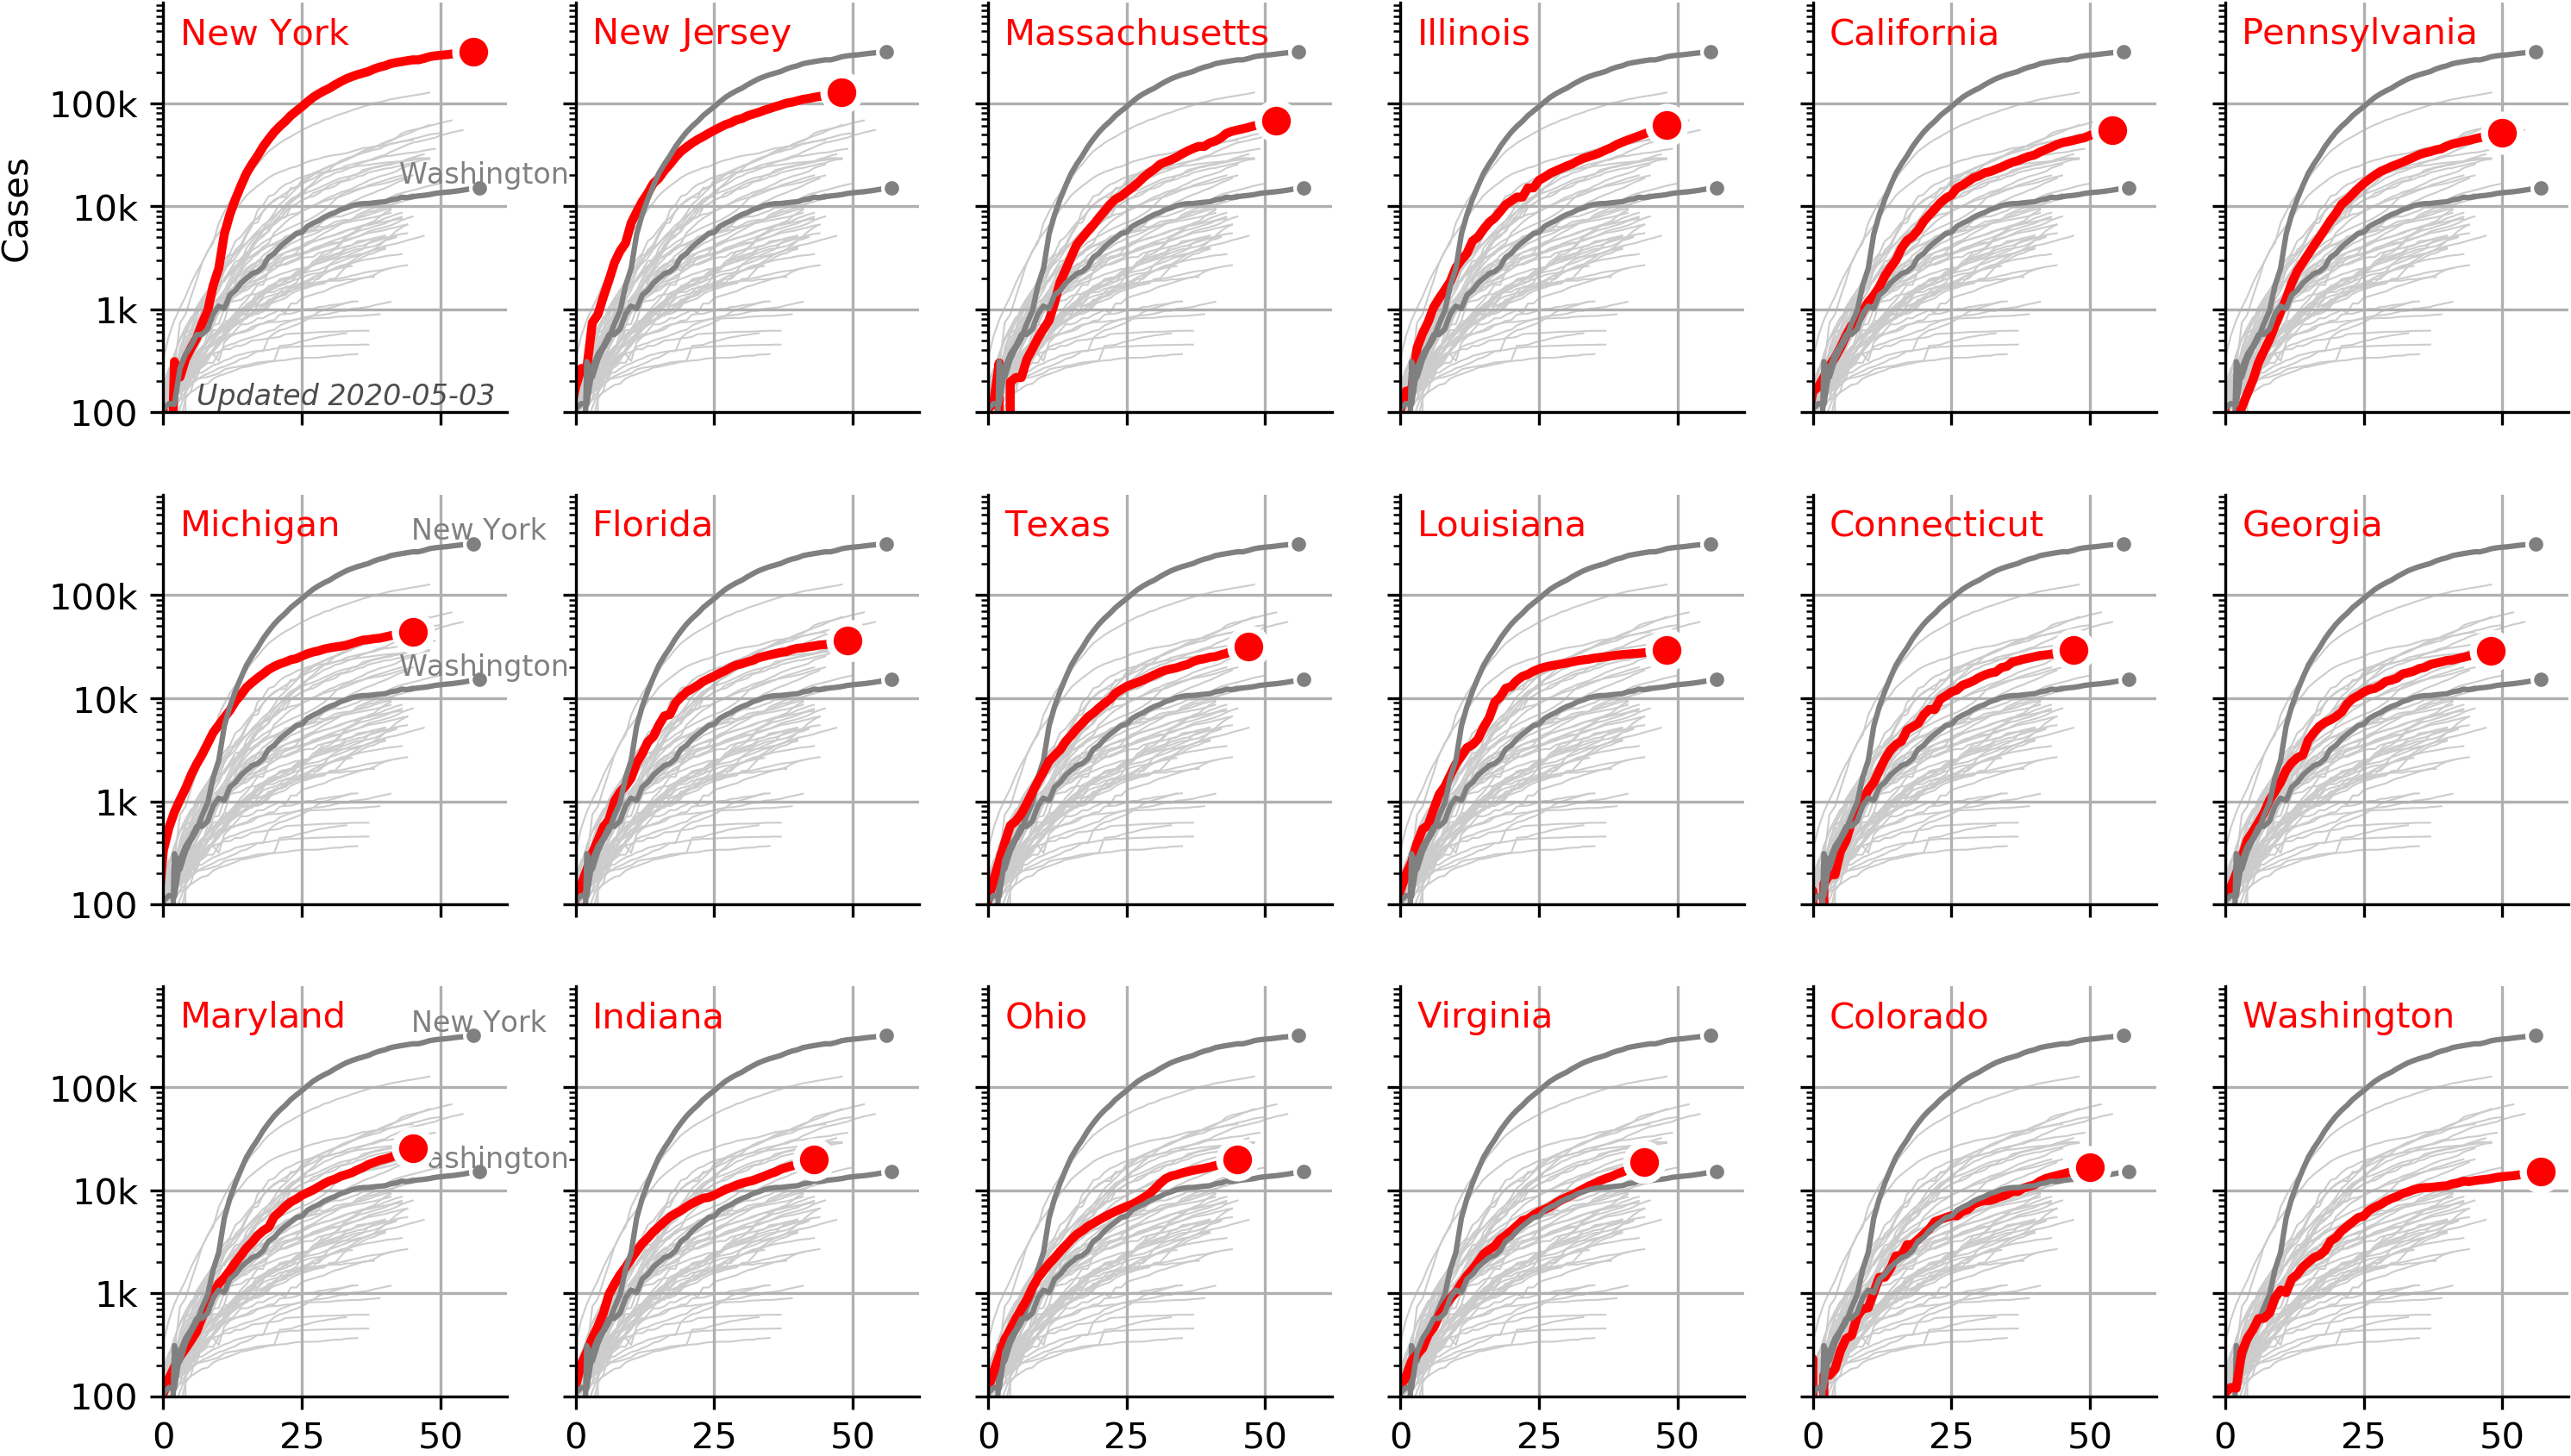 New York
New Jersey
Massachusetts
Illinois
California
Pennsylvania
100k
10k
1k
100
Cases
Washington
Updated 2020-05-03
Michigan
New York
Florida
Texas
Louisiana
Connecticut
Georgia
100k
10k
1k
100
Washington
Maryland
New York
Indiana
Ohio
Virginia
Colorado
Washington
100k
10k
1k
100
ashington
0 25 50
0 25 50
0 25 50
0 25 50
0 25 50
0 25 50